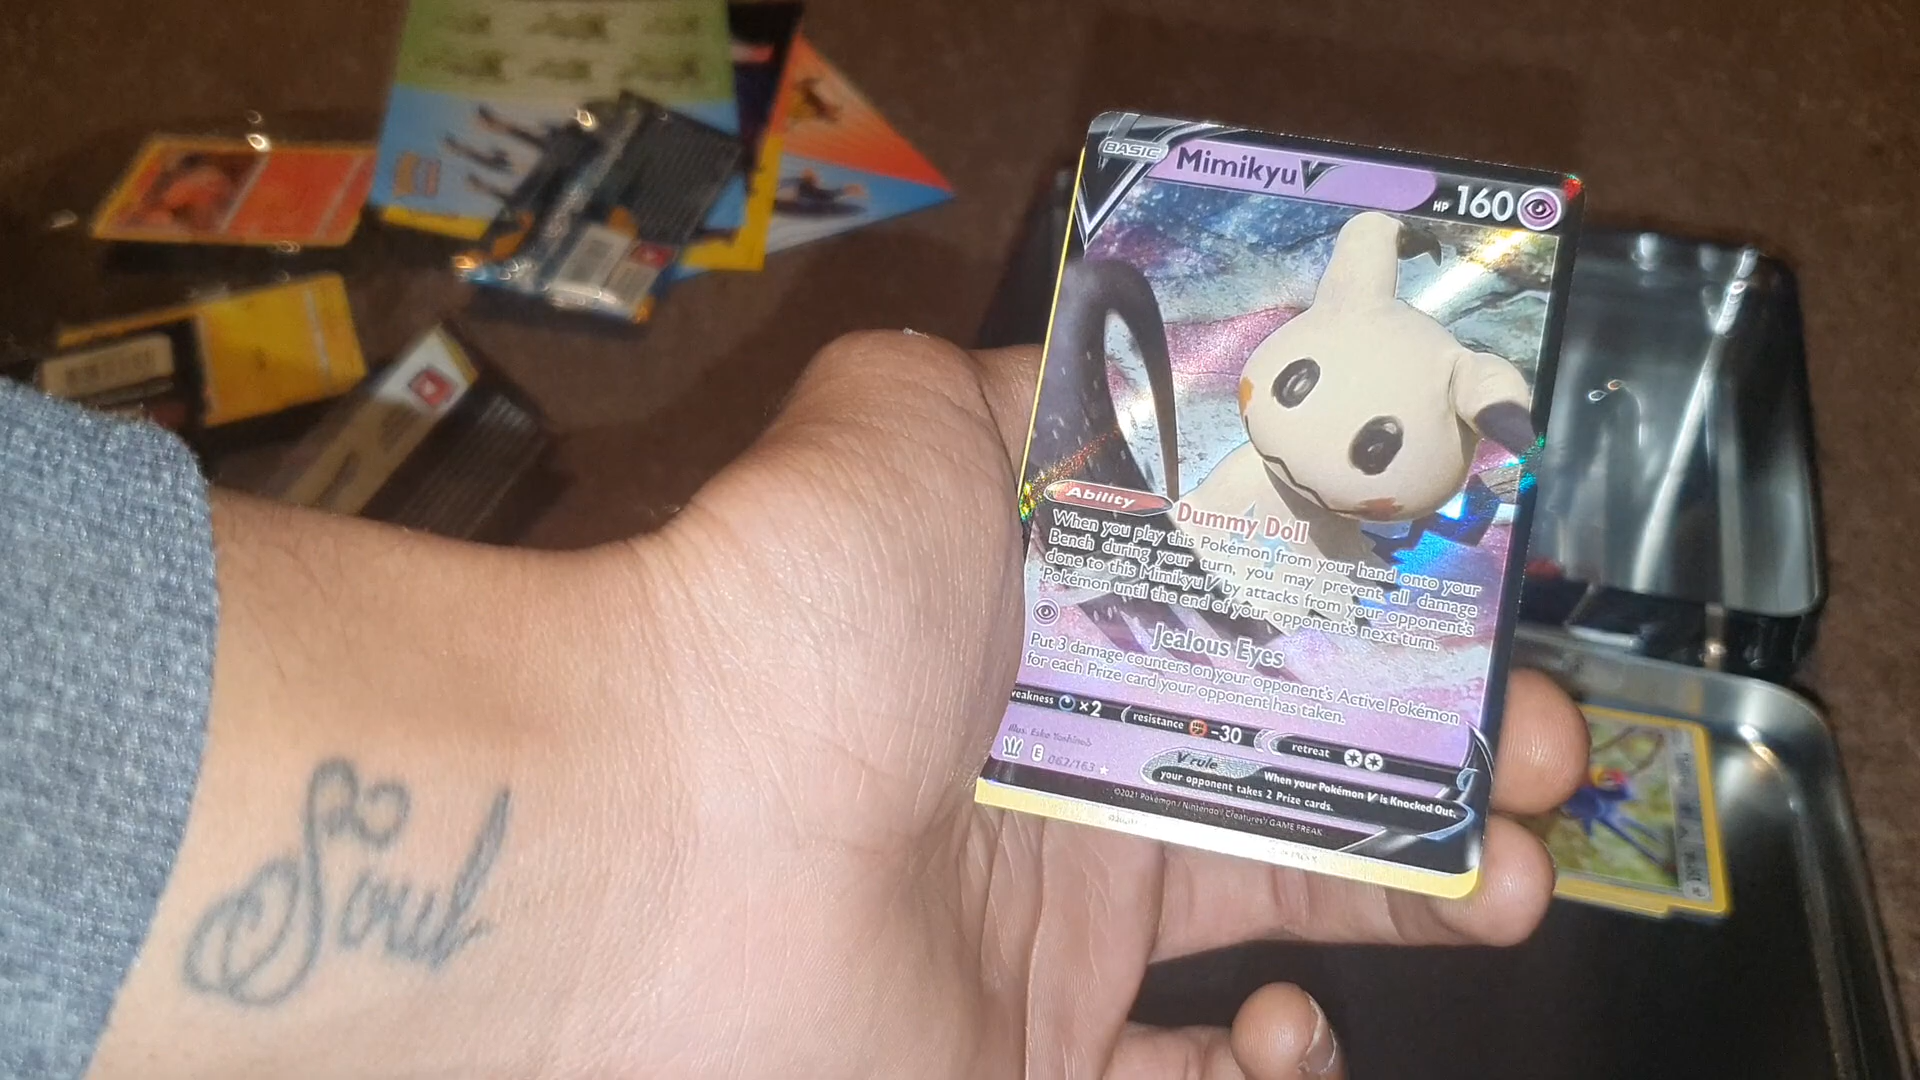 BASIC
Mimikyu V
HP 160
Ability
Dummy Doll
When you play this Pokémon from your hand onto your
Bench during your turn, you may prevent all damage
done to this Mimikyu V by attacks from your opponent's
Pokémon until the end of your opponent's next turn.
Jealous Eyes
Put 3 damage counters on your opponent's Active Pokémon
for each Prize card your opponent has taken.
weakness ×2 resistance -30 retreat
Illus.
E 062/163
V rule When your Pokémon V is Knocked Out,
your opponent takes 2 Prize cards.
©2021 Pokémon / Nintendo / Creatures / GAME FREAK
Soul